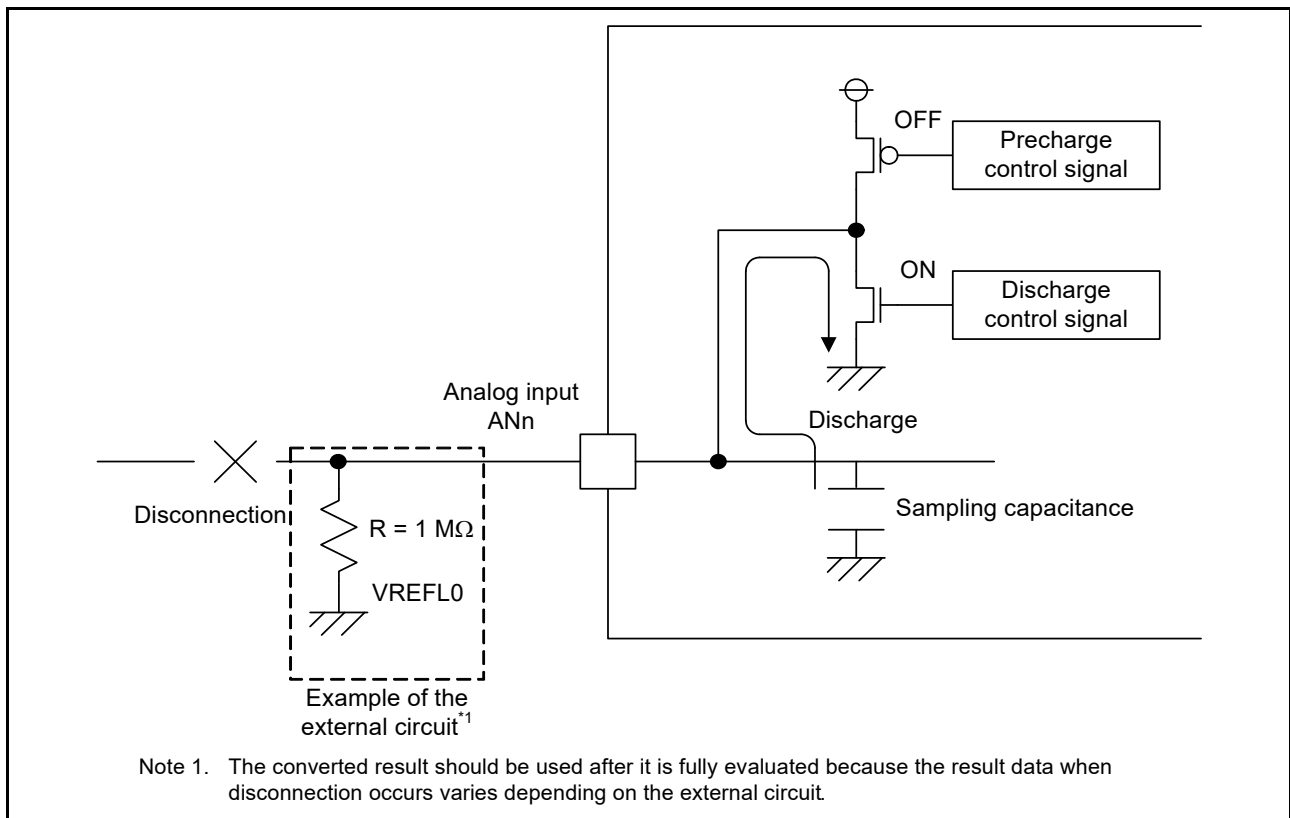 OFF
Precharge
control signal
ON
Discharge
control signal
Analog input
ANn
Discharge
Disconnection
R = 1 MΩ
Sampling capacitance
VREFL0
Example of the
external circuit*1
Note 1. The converted result should be used after it is fully evaluated because the result data when
disconnection occurs varies depending on the external circuit.